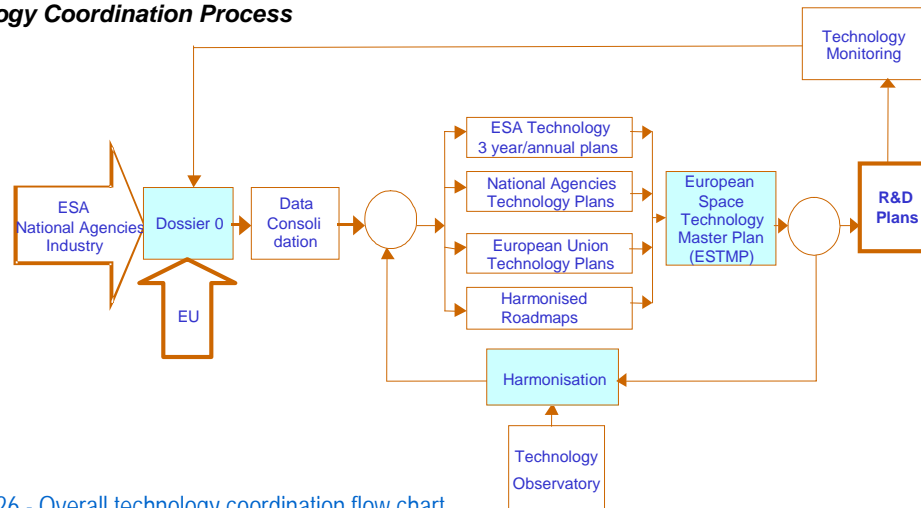 ogy Coordination Process
Technology
Monitoring
ESA Technology
3 year/annual plans
National Agencies
Technology Plans
European Union
Technology Plans
Harmonised
Roadmaps
European
Space
Technology
Master Plan
(ESTMP)
R&D
Plans
ESA
National Agencies
Industry
Dossier 0
Data
Consoli
dation
EU
Harmonisation
Technology
Observatory
26 - Overall technology coordination flow chart